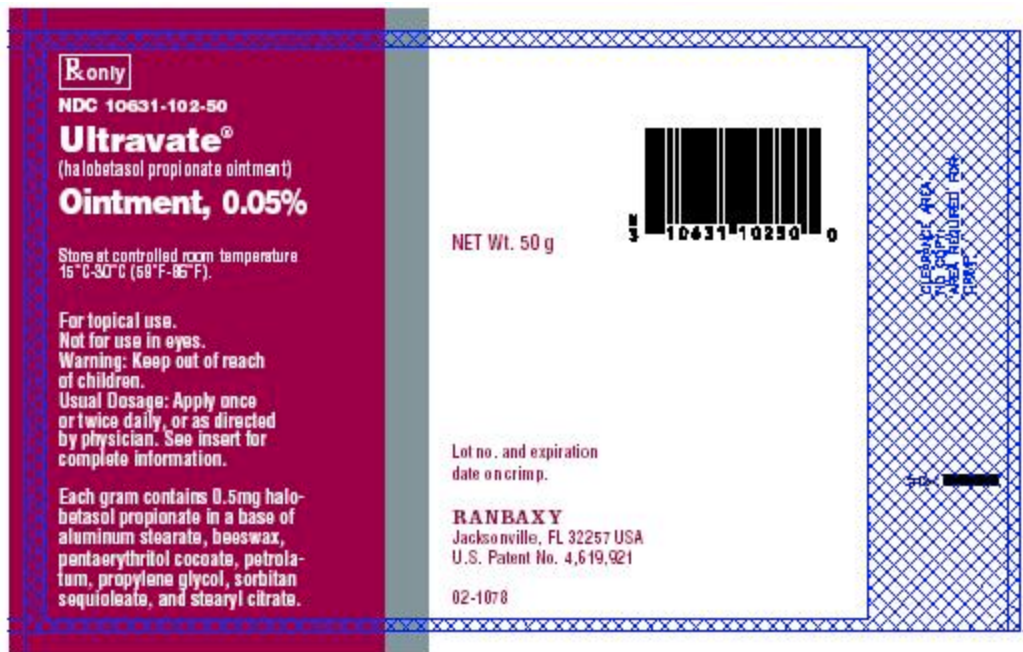 ℞ only
NDC 10631-102-50
Ultravate®
(halobetasol propionate ointment)
Ointment, 0.05%
Store at controlled room temperature
15°C-30°C (59°F-86°F).
For topical use.
Not for use in eyes.
Warning: Keep out of reach
of children.
Usual Dosage: Apply once
or twice daily, or as directed
by physician. See insert for
complete information.
Each gram contains 0.5mg halo-
betasol propionate in a base of
aluminum stearate, beeswax,
pentaerythritol cocoate, petrola-
tum, propylene glycol, sorbitan
sequioleate, and stearyl citrate.
NET Wt. 50 g
N
3 10631 10250 0
Lot no. and expiration
date on crimp.
RANBAXY
Jacksonville, FL 32257 USA
U.S. Patent No. 4,619,921
02-1078
CLEARANCE AREA,
NO COPY,
AREA REQUIRED FOR
CRIMP